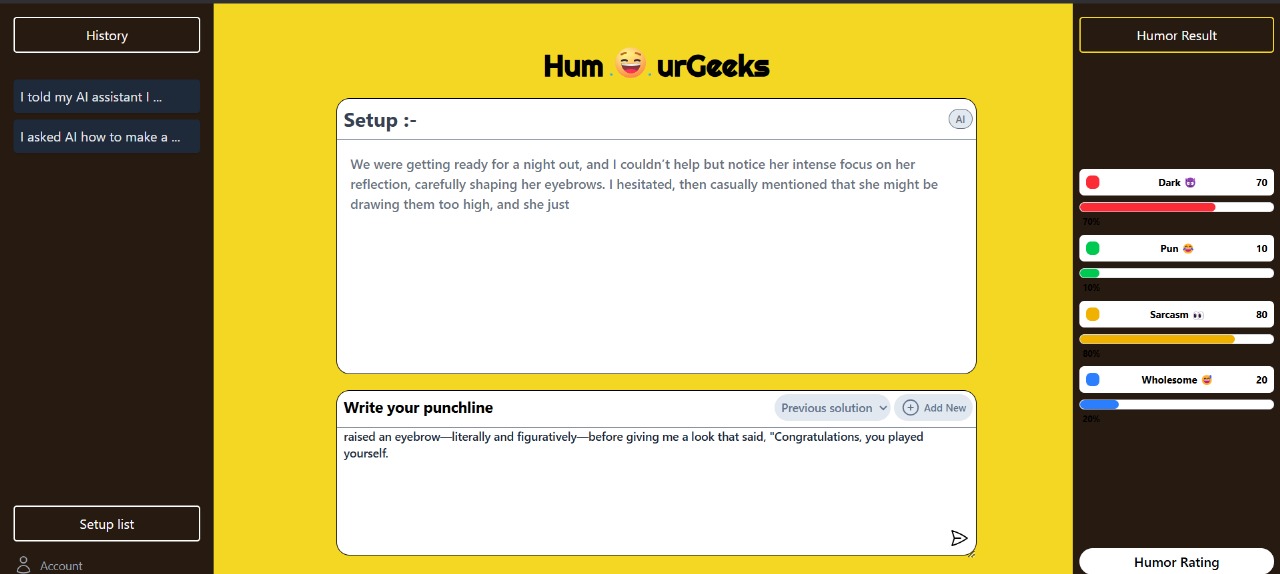 History
I told my AI assistant I ...
I asked AI how to make a ...
Setup list
Account
Hum😂urGeeks
Setup :-
AI
We were getting ready for a night out, and I couldn't help but notice her intense focus on her
reflection, carefully shaping her eyebrows. I hesitated, then casually mentioned that she might be
drawing them too high, and she just
Write your punchline
Previous solution
Add New
raised an eyebrow—literally and figuratively—before giving me a look that said, "Congratulations, you played
yourself.
Humor Result
Dark 😈 70
70%
Pun 😂 10
10%
Sarcasm 👀 80
80%
Wholesome 😅 20
20%
Humor Rating